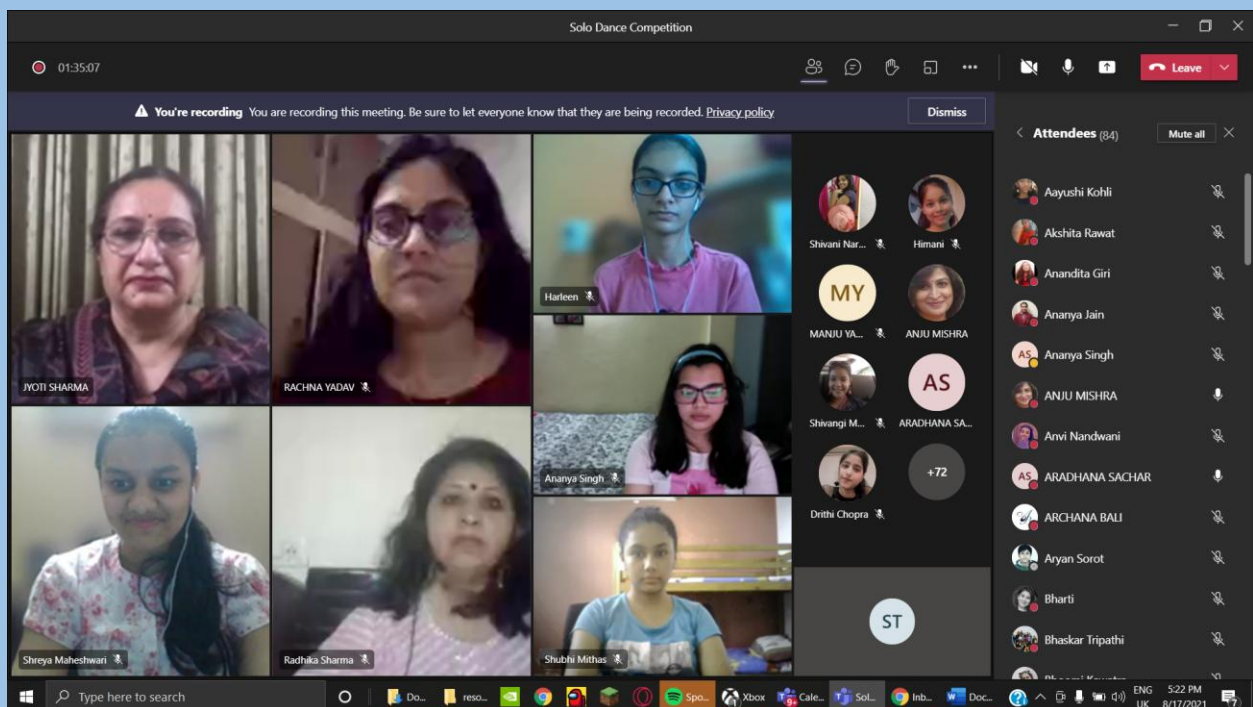 Solo Dance Competition
01:35:07
Leave
You're recording You are recording this meeting. Be sure to let everyone know that they are being recorded. Privacy policy
Dismiss
JYOTI SHARMA
RACHNA YADAV
Harleen
Ananya Singh
Shreya Maheshwari
Radhika Sharma
Shubhi Mithas
Shivani Nar...
Himani
MY
MANJU YA...
ANJU MISHRA
Shivangi M...
AS
ARADHANA SA...
Drithi Chopra
+72
ST
Attendees (84)
Mute all
Aayushi Kohli
Akshita Rawat
Anandita Giri
Ananya Jain
AS Ananya Singh
ANJU MISHRA
Anvi Nandwani
AS ARADHANA SACHAR
ARCHANA BALI
Aryan Sorot
Bharti
Bhaskar Tripathi
Type here to search
Do...
reso...
Spo...
Xbox
9+
Cale...
Sol...
Inb...
Doc...
ENG
UK
5:22 PM
8/17/2021
7